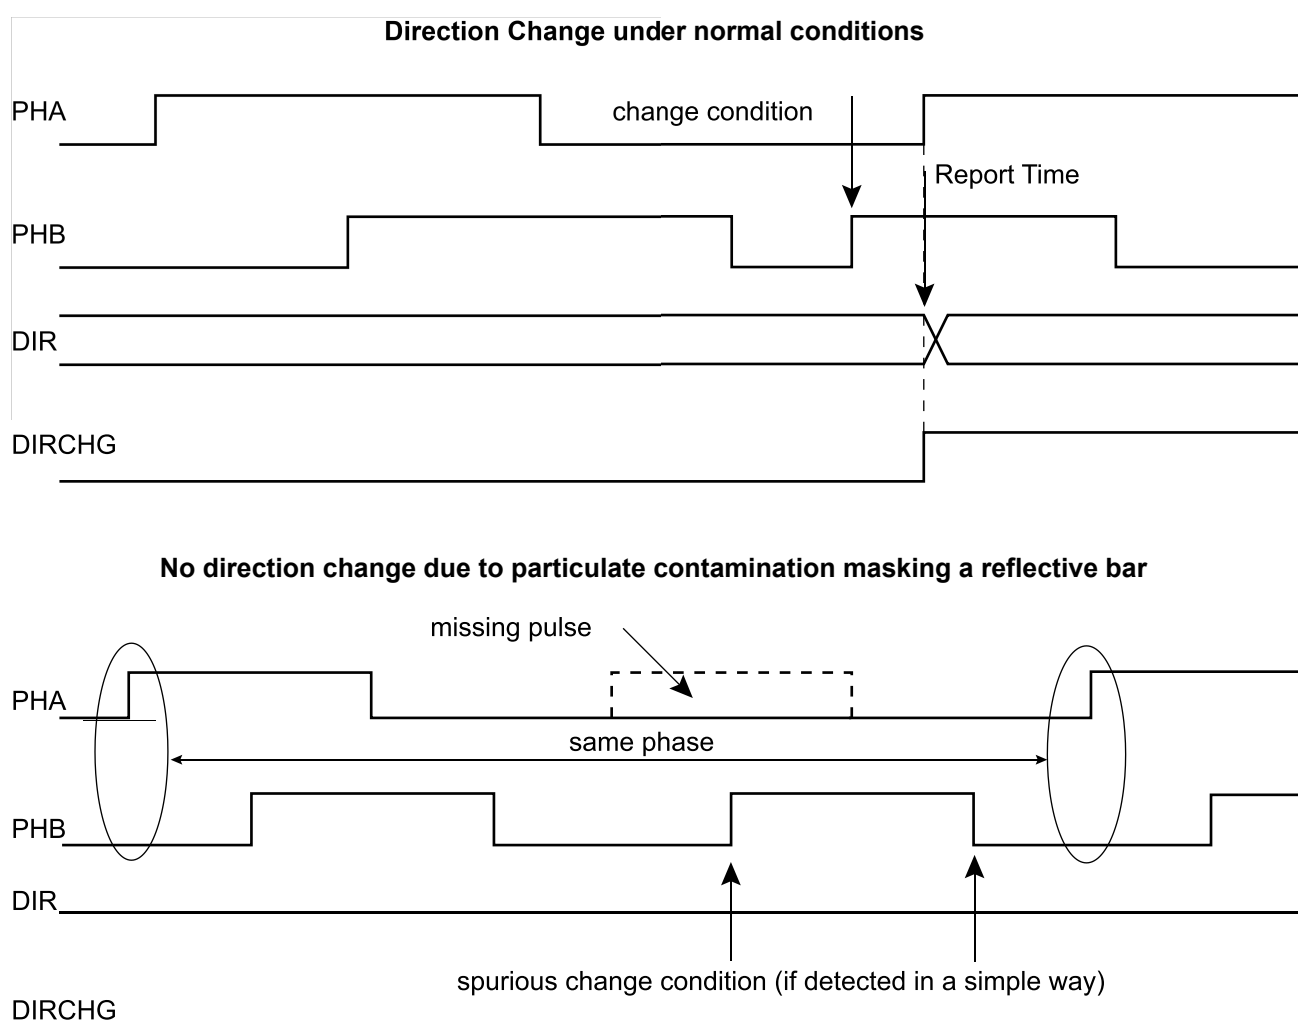 Direction Change under normal conditions
PHA
change condition
Report Time
PHB
DIR
DIRCHG
No direction change due to particulate contamination masking a reflective bar
missing pulse
PHA
same phase
PHB
DIR
spurious change condition (if detected in a simple way)
DIRCHG